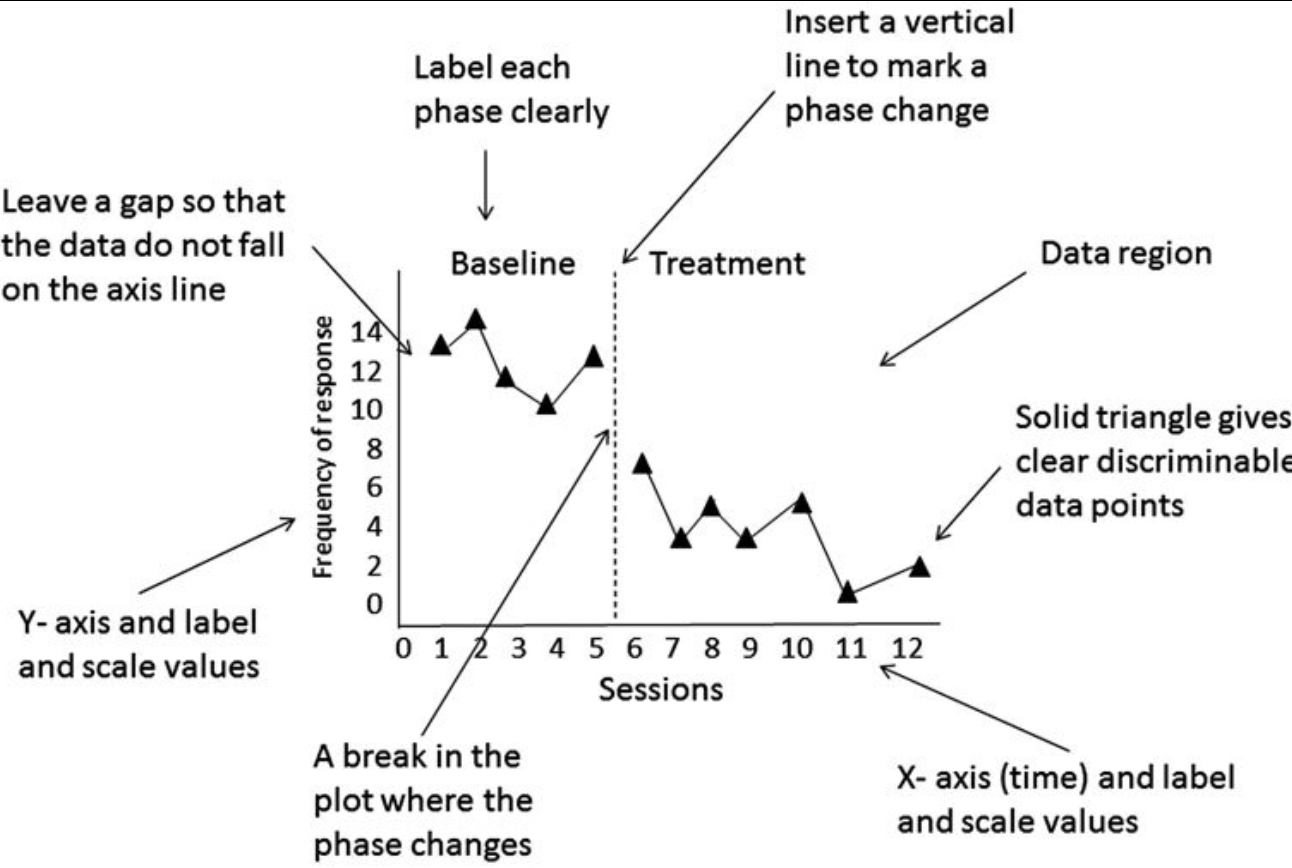 Insert a vertical
line to mark a
phase change
Label each
phase clearly
Leave a gap so that
the data do not fall
on the axis line
Baseline
Treatment
Data region
Frequency of response
14
12
10
8
6
4
2
0
Solid triangle gives
clear discriminable
data points
Y- axis and label
and scale values
0 1 2 3 4 5 6 7 8 9 10 11 12
Sessions
A break in the
plot where the
phase changes
X- axis (time) and label
and scale values